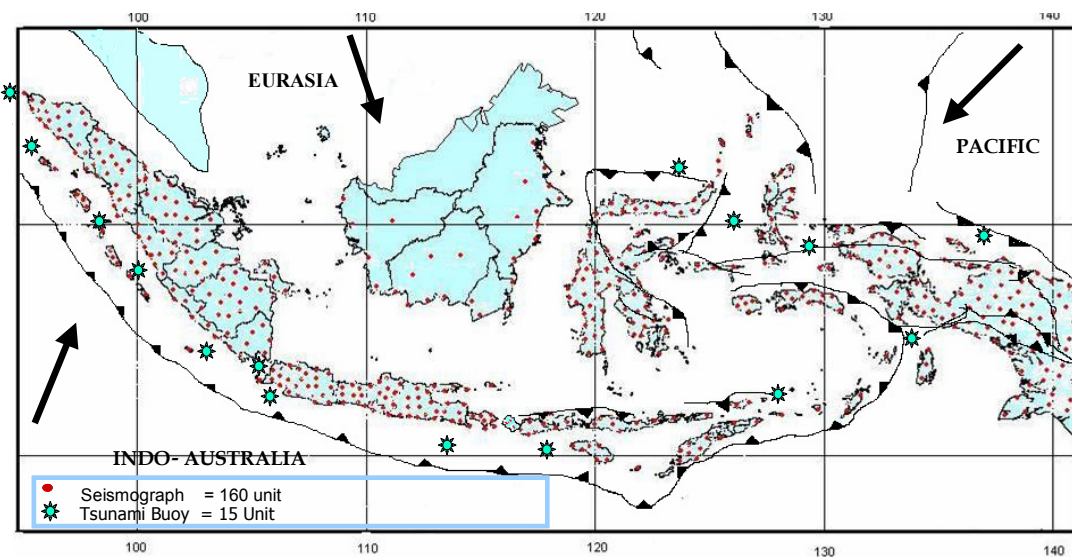 100 110 120 130 140
EURASIA
PACIFIC
INDO- AUSTRALIA
Seismograph = 160 unit
Tsunami Buoy = 15 Unit
100 110 120 130 140